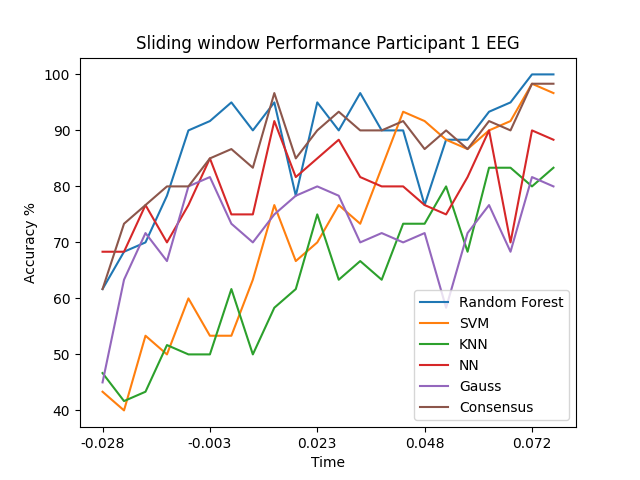 Sliding window Performance Participant 1 EEG
Accuracy %
100
90
80
70
60
50
40
Random Forest
SVM
KNN
NN
Gauss
Consensus
-0.028
-0.003
0.023
0.048
0.072
Time